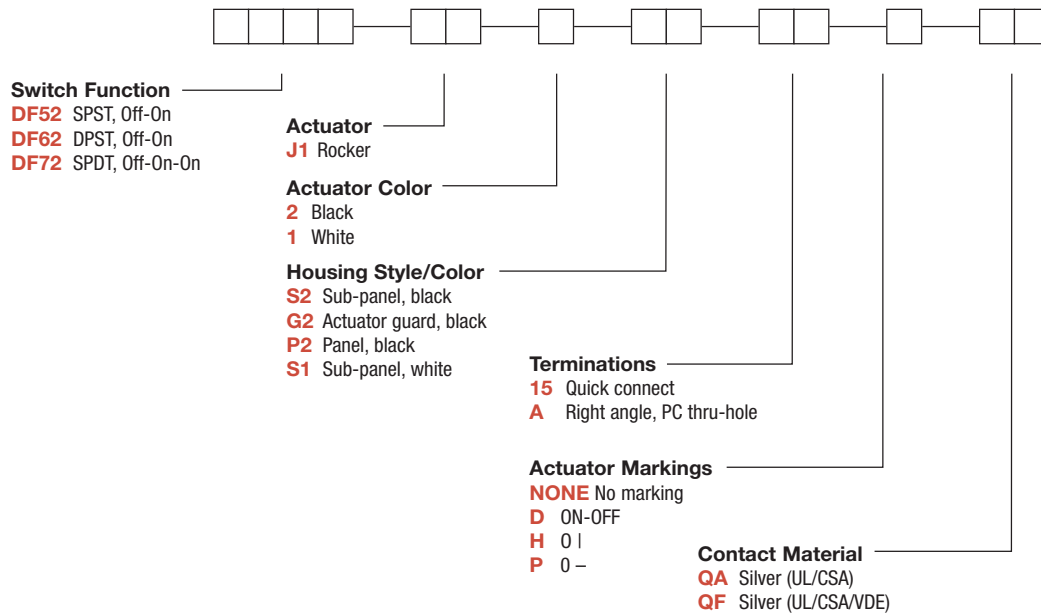 Switch Function
DF52 SPST, Off-On
DF62 DPST, Off-On
DF72 SPDT, Off-On-On
Actuator
J1 Rocker
Actuator Color
2 Black
1 White
Housing Style/Color
S2 Sub-panel, black
G2 Actuator guard, black
P2 Panel, black
S1 Sub-panel, white
Terminations
15 Quick connect
A Right angle, PC thru-hole
Actuator Markings
NONE No marking
D ON-OFF
H O |
P O –
Contact Material
QA Silver (UL/CSA)
QF Silver (UL/CSA/VDE)